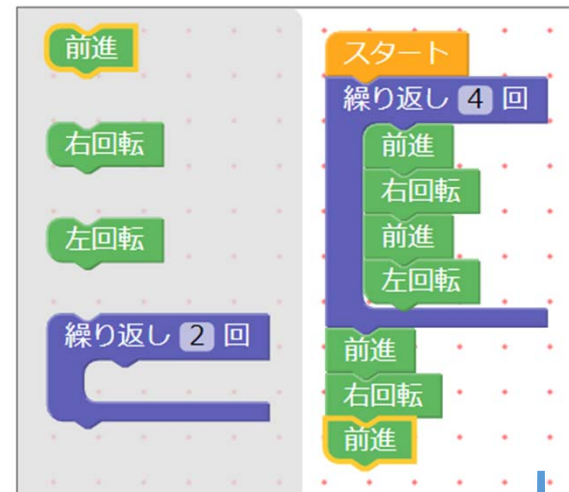 前進
右回転
左回転
繰り返し 2 回
スタート
繰り返し 4 回
前進
右回転
前進
左回転
前進
右回転
前進